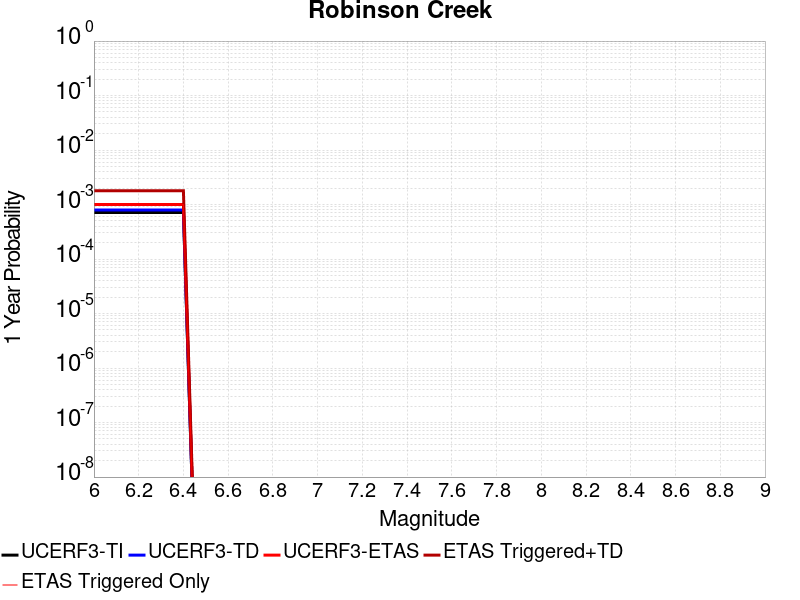 Robinson Creek
10^0
10^-1
10^-2
10^-3
10^-4
10^-5
10^-6
10^-7
10^-8
1 Year Probability
6 6.2 6.4 6.6 6.8 7 7.2 7.4 7.6 7.8 8 8.2 8.4 8.6 8.8 9
Magnitude
UCERF3-TI UCERF3-TD UCERF3-ETAS ETAS Triggered+TD
ETAS Triggered Only